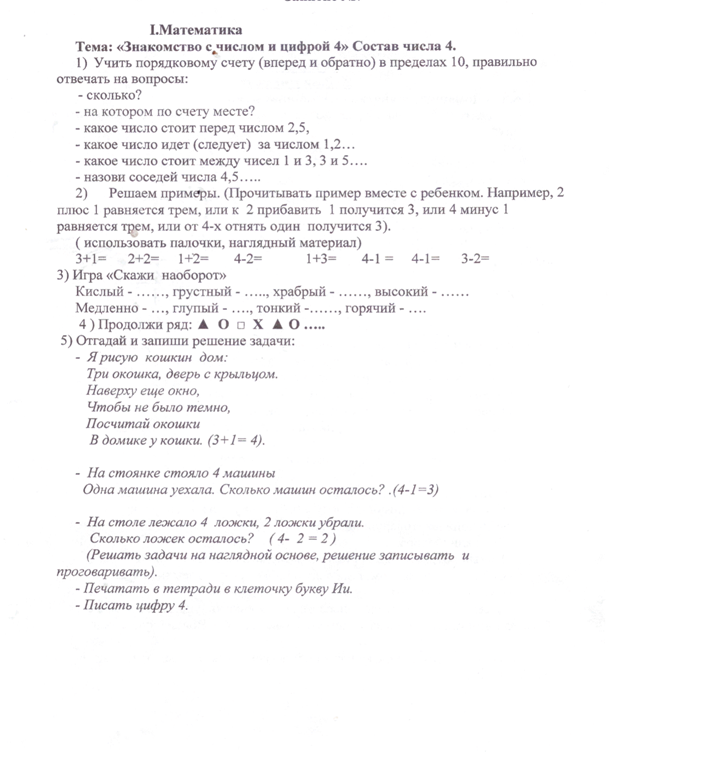 I.Математика
Тема: «Знакомство с числом и цифрой 4» Состав числа 4.
1) Учить порядковому счету (вперед и обратно) в пределах 10, правильно
отвечать на вопросы:
- сколько?
- на котором по счету месте?
- какое число стоит перед числом 2,5,
- какое число идет (следует) за числом 1,2…
- какое число стоит между чисел 1 и 3, 3 и 5….
- назови соседей числа 4,5…..
2) Решаем примеры. (Прочитывать пример вместе с ребенком. Например, 2
плюс 1 равняется трем, или к 2 прибавить 1 получится 3, или 4 минус 1
равняется трем, или от 4-х отнять один получится 3).
( использовать палочки, наглядный материал)
3+1= 2+2= 1+2= 4-2= 1+3= 4-1 = 4-1= 3-2=
3) Игра «Скажи наоборот»
Кислый - ……, грустный - ….., храбрый - ……, высокий - ……
Медленно - …, глупый - …., тонкий -……, горячий - ….
4 ) Продолжи ряд: ▲ О □ Х ▲ О …..
5) Отгадай и запиши решение задачи:
- Я рисую кошкин дом:
Три окошка, дверь с крыльцом.
Наверху еще окно,
Чтобы не было темно,
Посчитай окошки
В домике у кошки. (3+1= 4).
- На стоянке стояло 4 машины
Одна машина уехала. Сколько машин осталось? .(4-1=3)
- На столе лежало 4 ложки, 2 ложки убрали.
Сколько ложек осталось? ( 4- 2 = 2 )
(Решать задачи на наглядной основе, решение записывать и
проговаривать).
- Печатать в тетради в клеточку букву Ии.
- Писать цифру 4.